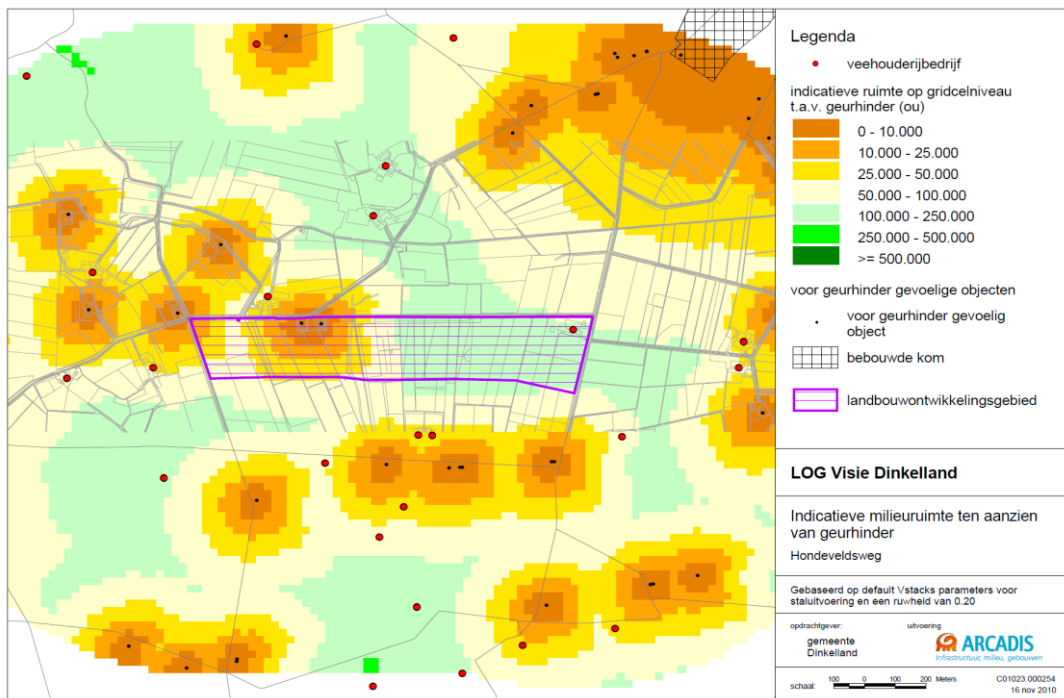 Legenda
veehouderijbedrijf
indicatieve ruimte op gridcelniveau
t.a.v. geurhinder (ou)
0 - 10.000
10.000 - 25.000
25.000 - 50.000
50.000 - 100.000
100.000 - 250.000
250.000 - 500.000
>= 500.000
voor geurhinder gevoelige objecten
voor geurhinder gevoelig
object
bebouwde kom
landbouwontwikkelingsgebied
LOG Visie Dinkelland
Indicatieve milieuruimte ten aanzien
van geurhinder
Hondeveldsweg
Gebaseerd op default Vstacks parameters voor
staluitvoering en een ruwheid van 0.20
opdrachtgever: uitvoering
gemeente
Dinkelland
ARCADIS
Infrastructuur, milieu, gebouwen
schaal: 100 0 100 200 Meters
C01023.000254
16 nov 2010